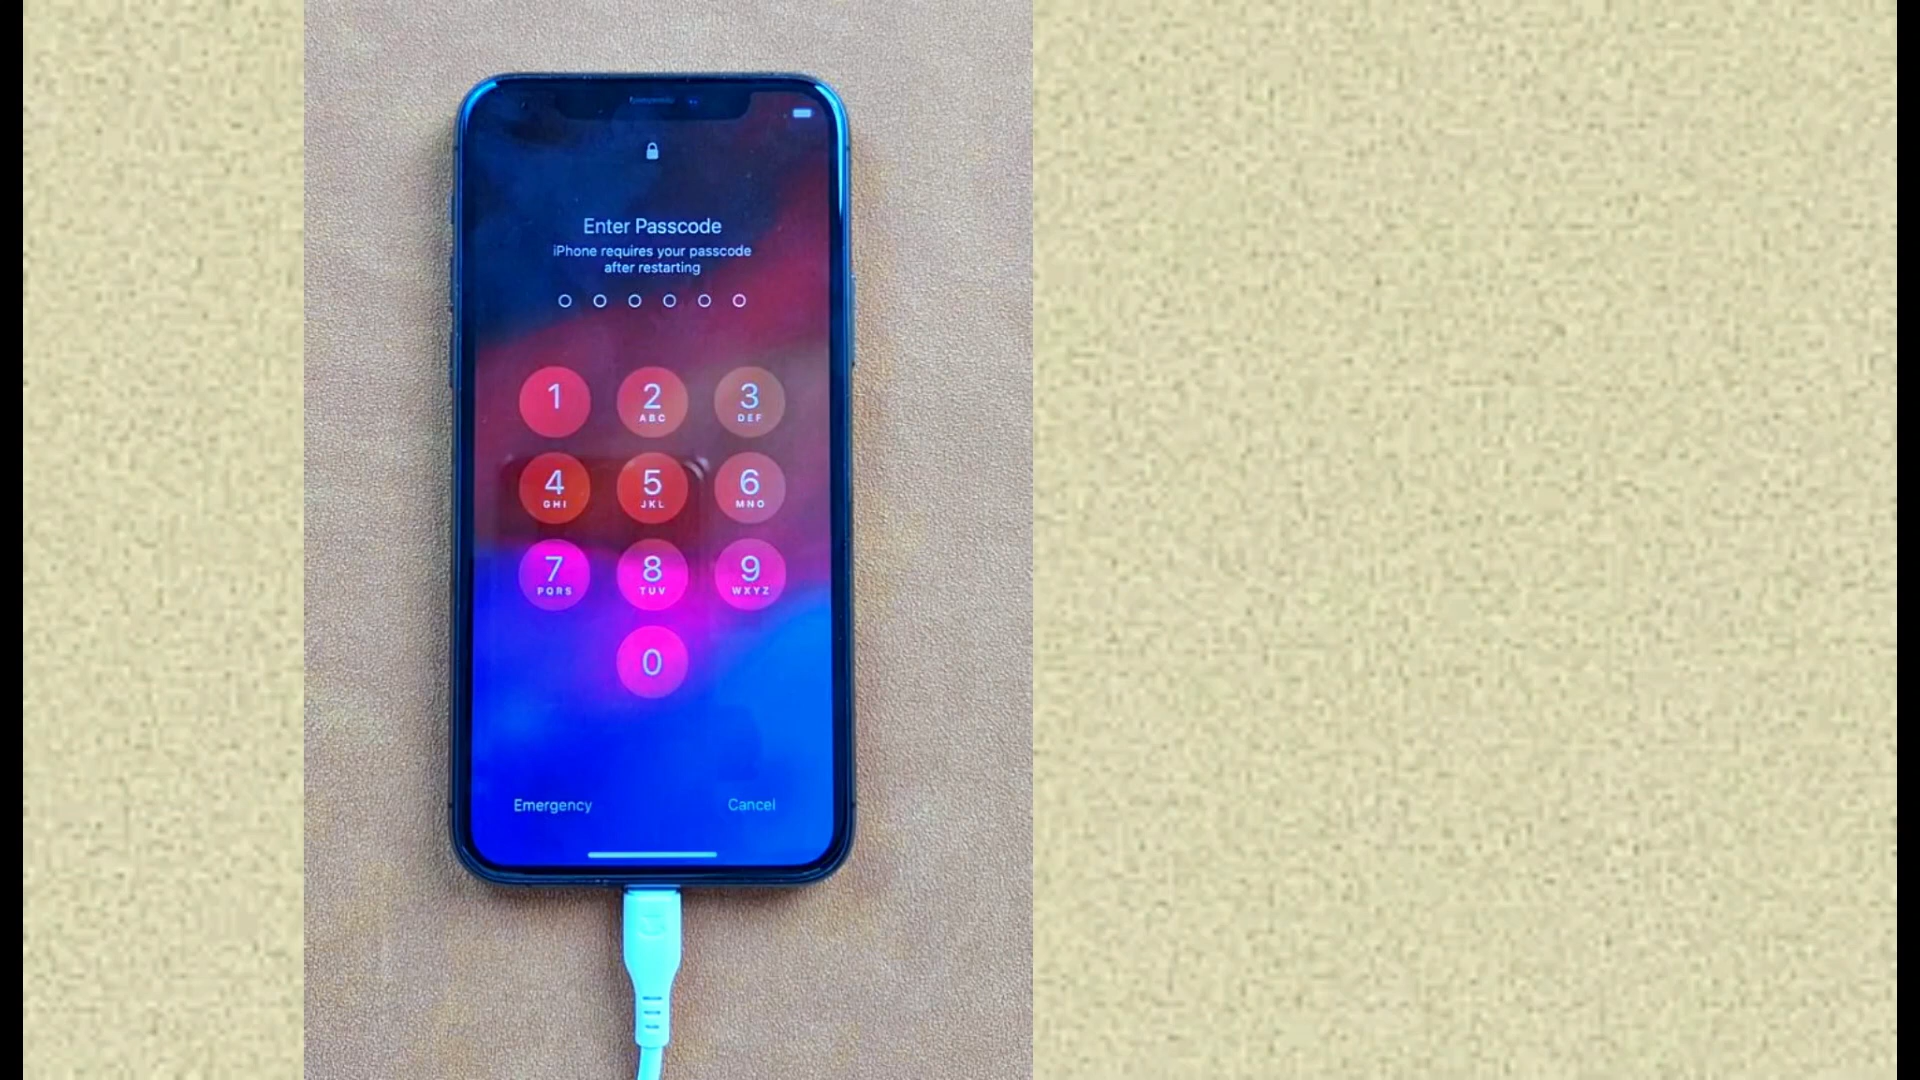 Enter Passcode
iPhone requires your passcode
after restarting
1
2
ABC
3
DEF
4
GHI
5
JKL
6
MNO
7
PQRS
8
TUV
9
WXYZ
0
Emergency
Cancel